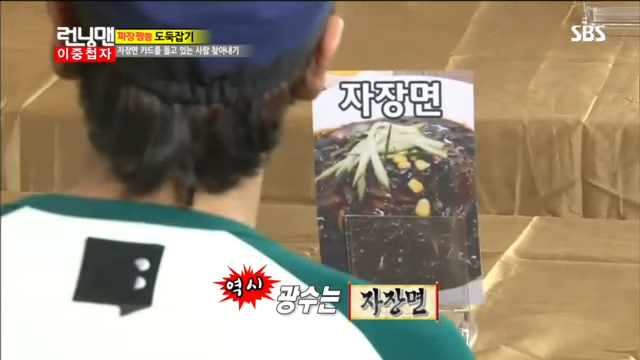 런닝맨
이중첩자
짜장짬뽕 도둑잡기
자장면 카드를 들고 있는 사람 찾아내기
SBS
자장면
역시 광수는 자장면